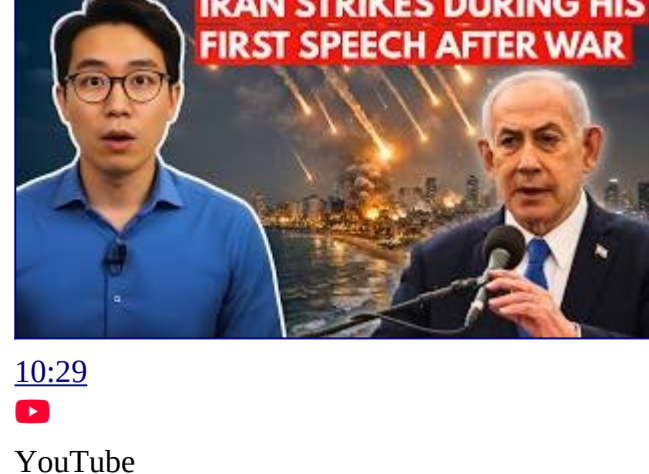 IRAN STRIKES DURING HIS
FIRST SPEECH AFTER WAR
10:29
YouTube